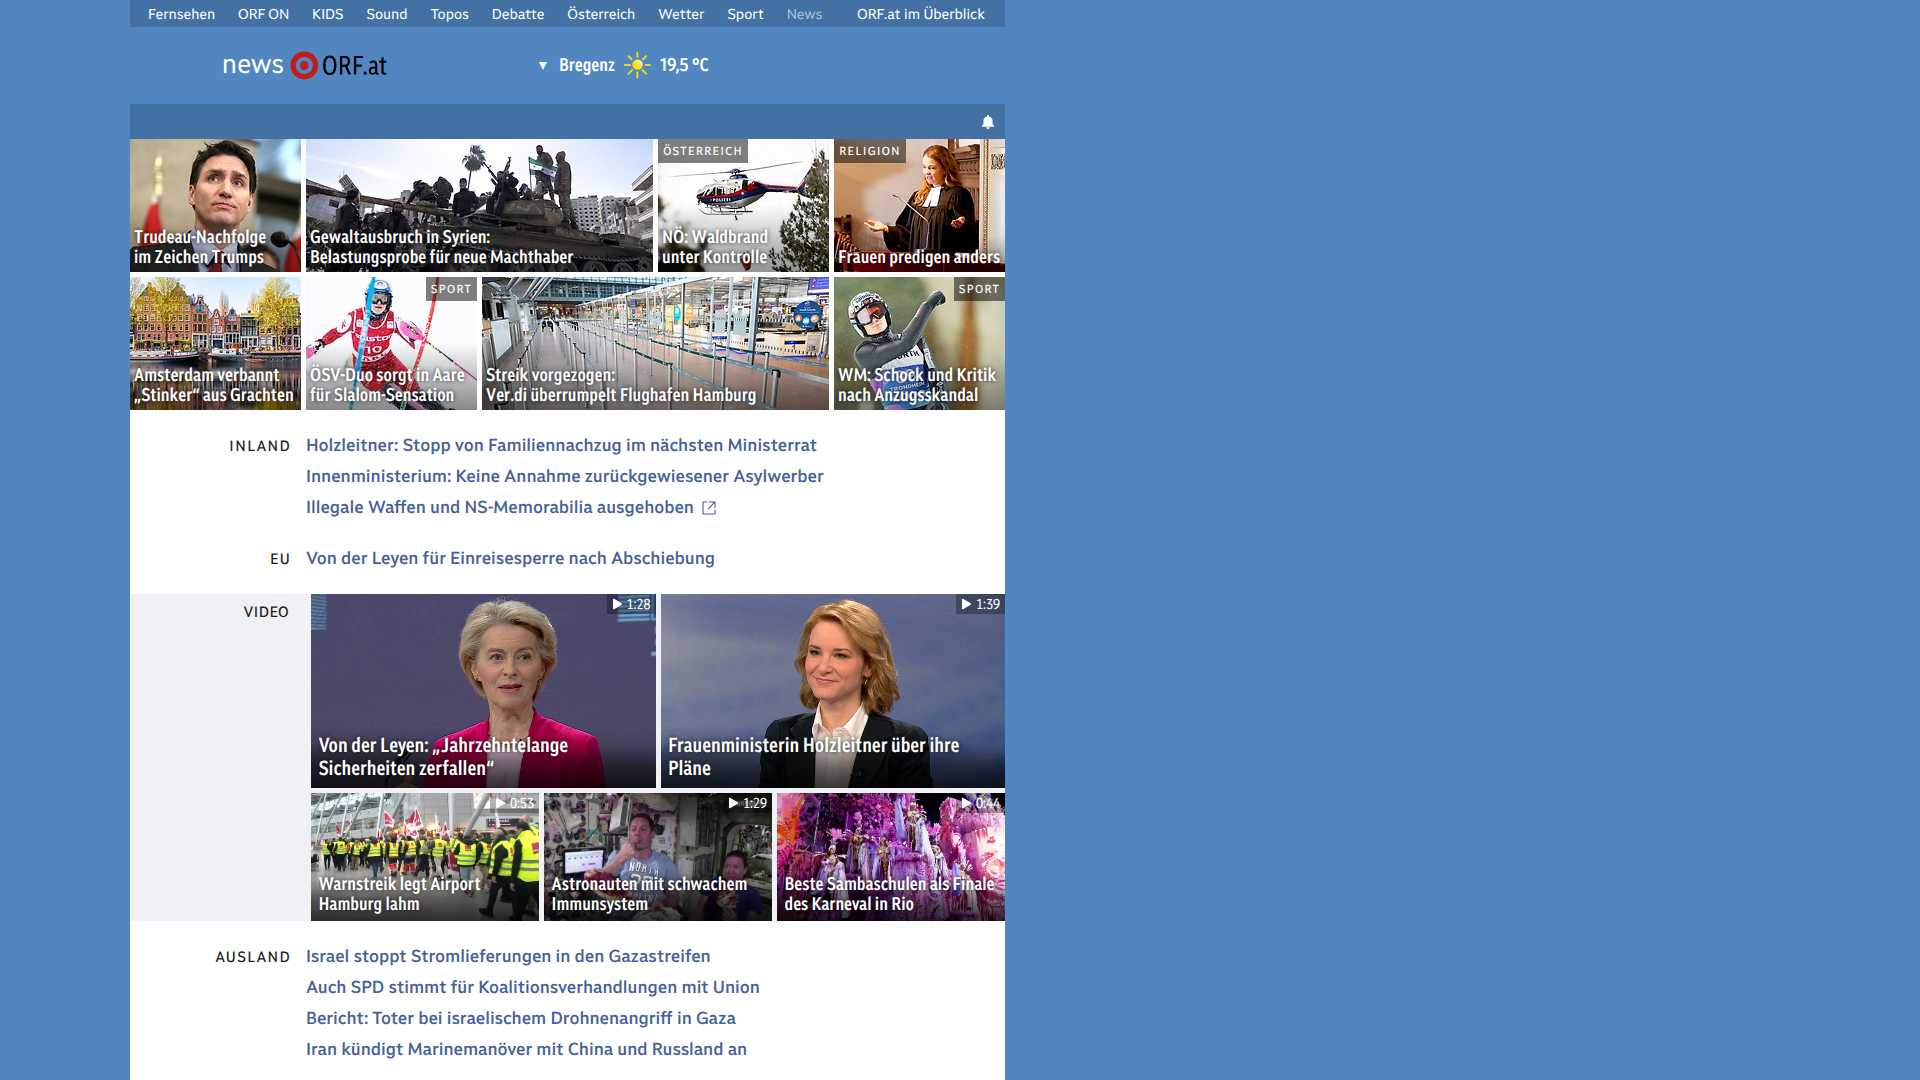 Fernsehen ORF ON KIDS Sound Topos Debatte Österreich Wetter Sport News ORF.at im Überblick
news ORF.at
▼ Bregenz 19,5 °C
Trudeau-Nachfolge
im Zeichen Trumps
Gewaltausbruch in Syrien:
Belastungsprobe für neue Machthaber
ÖSTERREICH
POLIZEI
NÖ: Waldbrand
unter Kontrolle
RELIGION
Frauen predigen anders
Amsterdam verbannt
„Stinker“ aus Grachten
SPORT
10
ÖSV-Duo sorgt in Aare
für Slalom-Sensation
Streik vorgezogen:
Ver.di überrumpelt Flughafen Hamburg
SPORT
TRONDHEIM
WM: Schock und Kritik
nach Anzugsskandal
INLAND
Holzleitner: Stopp von Familiennachzug im nächsten Ministerrat
Innenministerium: Keine Annahme zurückgewiesener Asylwerber
Illegale Waffen und NS-Memorabilia ausgehoben
EU
Von der Leyen für Einreisesperre nach Abschiebung
VIDEO
1:28
Von der Leyen: „Jahrzehntelange
Sicherheiten zerfallen“
1:39
Frauenministerin Holzleitner über ihre
Pläne
0:53
Warnstreik legt Airport
Hamburg lahm
1:29
NORTH
Astronauten mit schwachem
Immunsystem
0:44
Beste Sambaschulen als Finale
des Karneval in Rio
AUSLAND
Israel stoppt Stromlieferungen in den Gazastreifen
Auch SPD stimmt für Koalitionsverhandlungen mit Union
Bericht: Toter bei israelischem Drohnenangriff in Gaza
Iran kündigt Marinemanöver mit China und Russland an